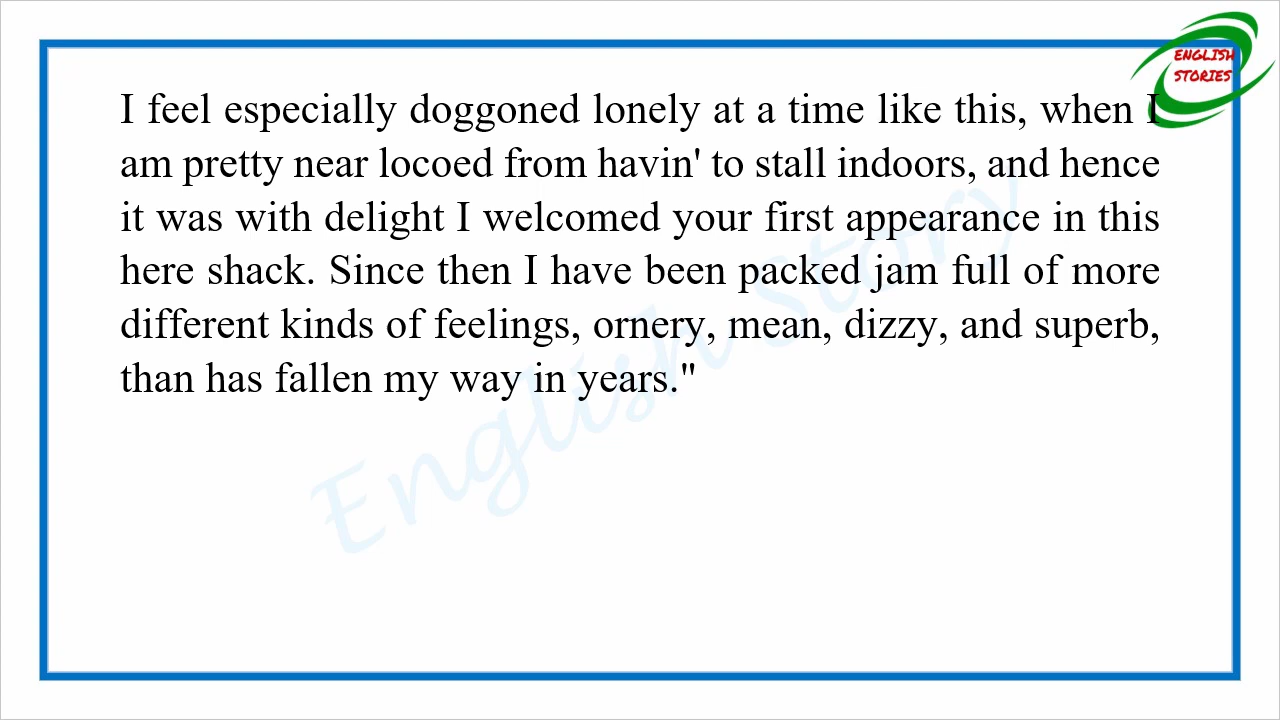 ENGLISH
STORIES
I feel especially doggoned lonely at a time like this, when I
am pretty near locoed from havin' to stall indoors, and hence
it was with delight I welcomed your first appearance in this
here shack. Since then I have been packed jam full of more
different kinds of feelings, ornery, mean, dizzy, and superb,
than has fallen my way in years."
English Story